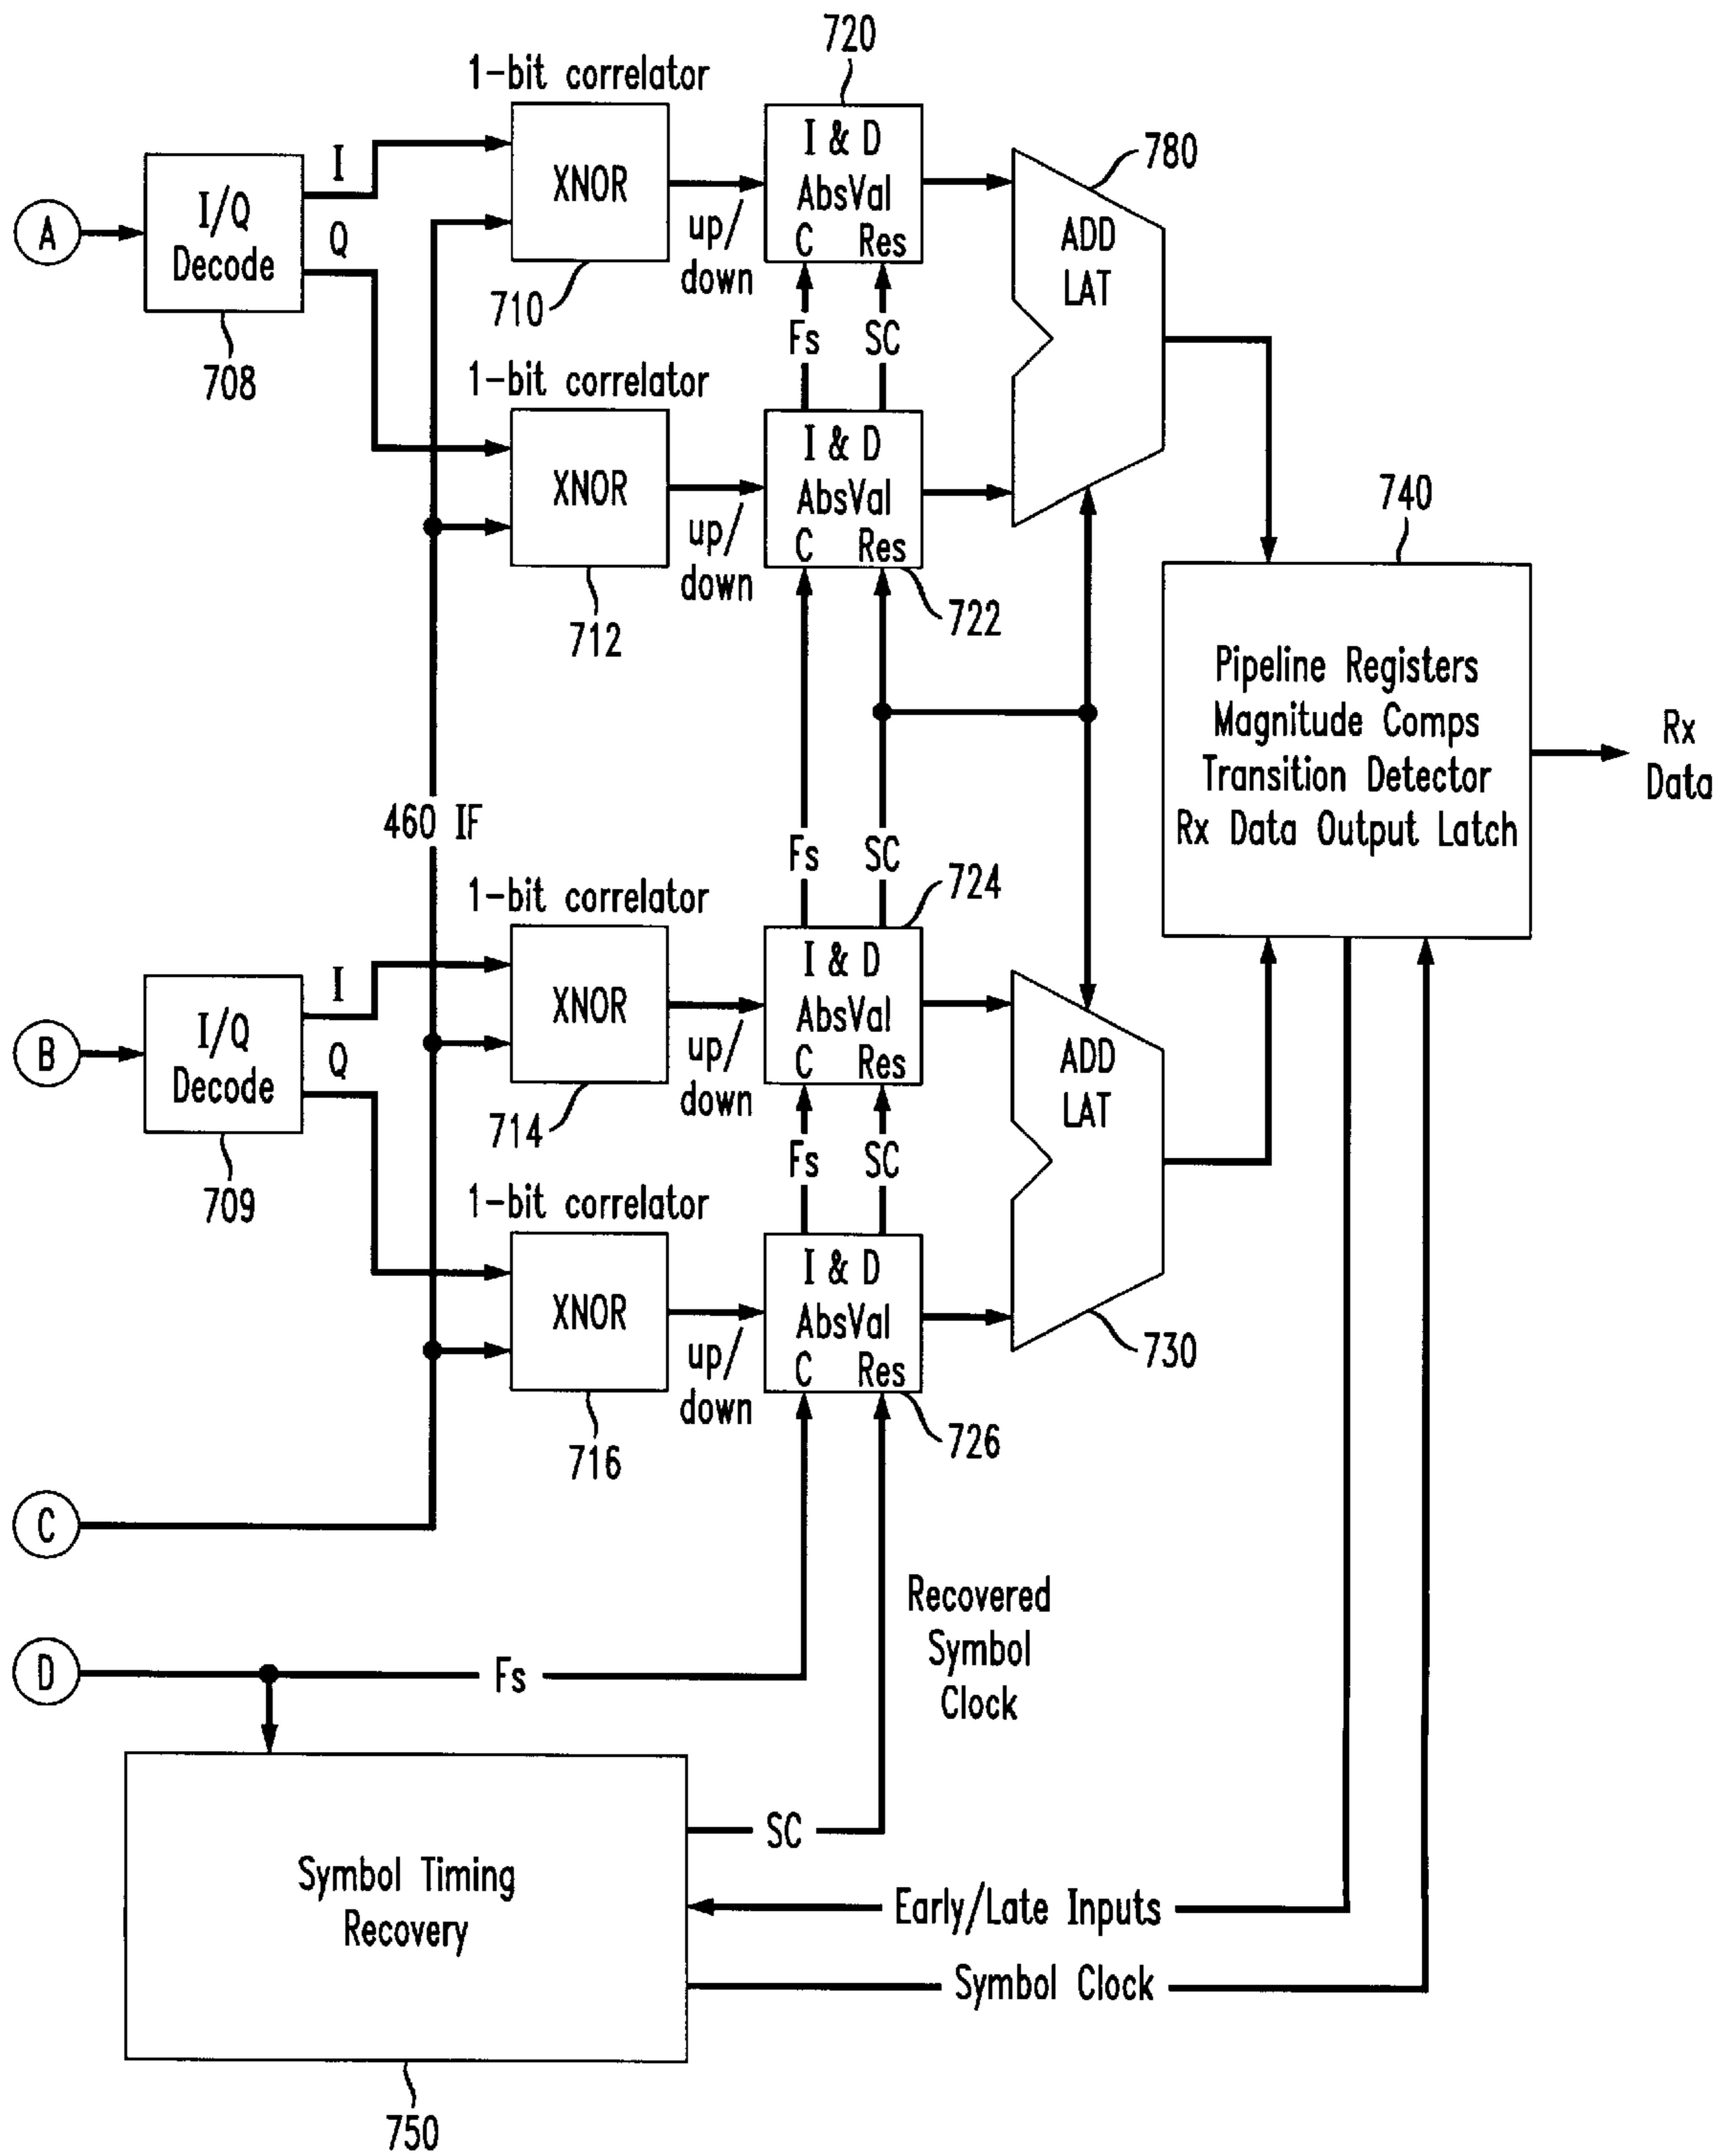 720
1-bit correlator
I & D
AbsVal
C Res
780
XNOR
I
A
I/Q
Decode
Q
up/
down
ADD
LAT
710
708
Fs SC
1-bit correlator
XNOR
I & D
AbsVal
C Res
up/
down
740
712
722
Pipeline Registers
Magnitude Comps
Transition Detector
Rx Data Output Latch
Rx
Data
460 IF
Fs SC
1-bit correlator
724
I
I & D
AbsVal
C Res
XNOR
B
I/Q
Decode
Q
up/
down
ADD
LAT
714
709
Fs SC
1-bit correlator
XNOR
I & D
AbsVal
C Res
up/
down
730
716
726
C
Recovered
Symbol
Clock
D
Fs
SC
Symbol Timing
Recovery
Early/Late Inputs
Symbol Clock
750